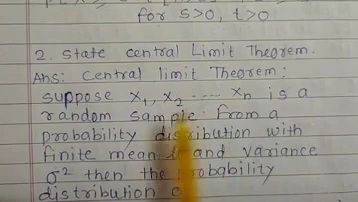 for s>0, t>0
2. State central Limit Theorem.
Ans: Central limit Theorem:
suppose x₁, x₂ ---- xn is a
random sample from a
probability distribution with
finite mean and variance
σ² then the probability
distribution